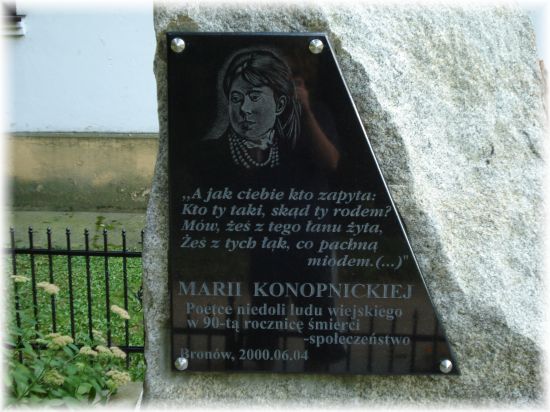 „A jak ciebie kto zapyta:
Kto ty taki, skąd ty rodem?
Mów, żeś z tego łanu żyta,
Żeś z tych łąk, co pachną
miodem.(...)"
MARII KONOPNICKIEJ
Poetce niedoli ludu wiejskiego
w 90-tą rocznicę śmierci
-społeczeństwo
Bronów, 2000.06.04